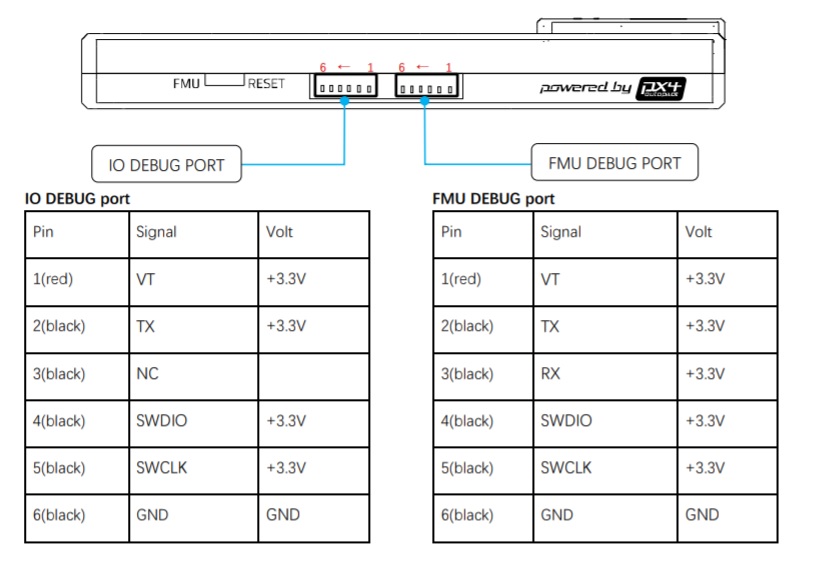 6 ← 1 6 ← 1
FMU RESET powered by px4 autopilot
IO DEBUG PORT FMU DEBUG PORT
IO DEBUG port
Pin Signal Volt
1(red) VT +3.3V
2(black) TX +3.3V
3(black) NC
4(black) SWDIO +3.3V
5(black) SWCLK +3.3V
6(black) GND GND
FMU DEBUG port
Pin Signal Volt
1(red) VT +3.3V
2(black) TX +3.3V
3(black) RX +3.3V
4(black) SWDIO +3.3V
5(black) SWCLK +3.3V
6(black) GND GND